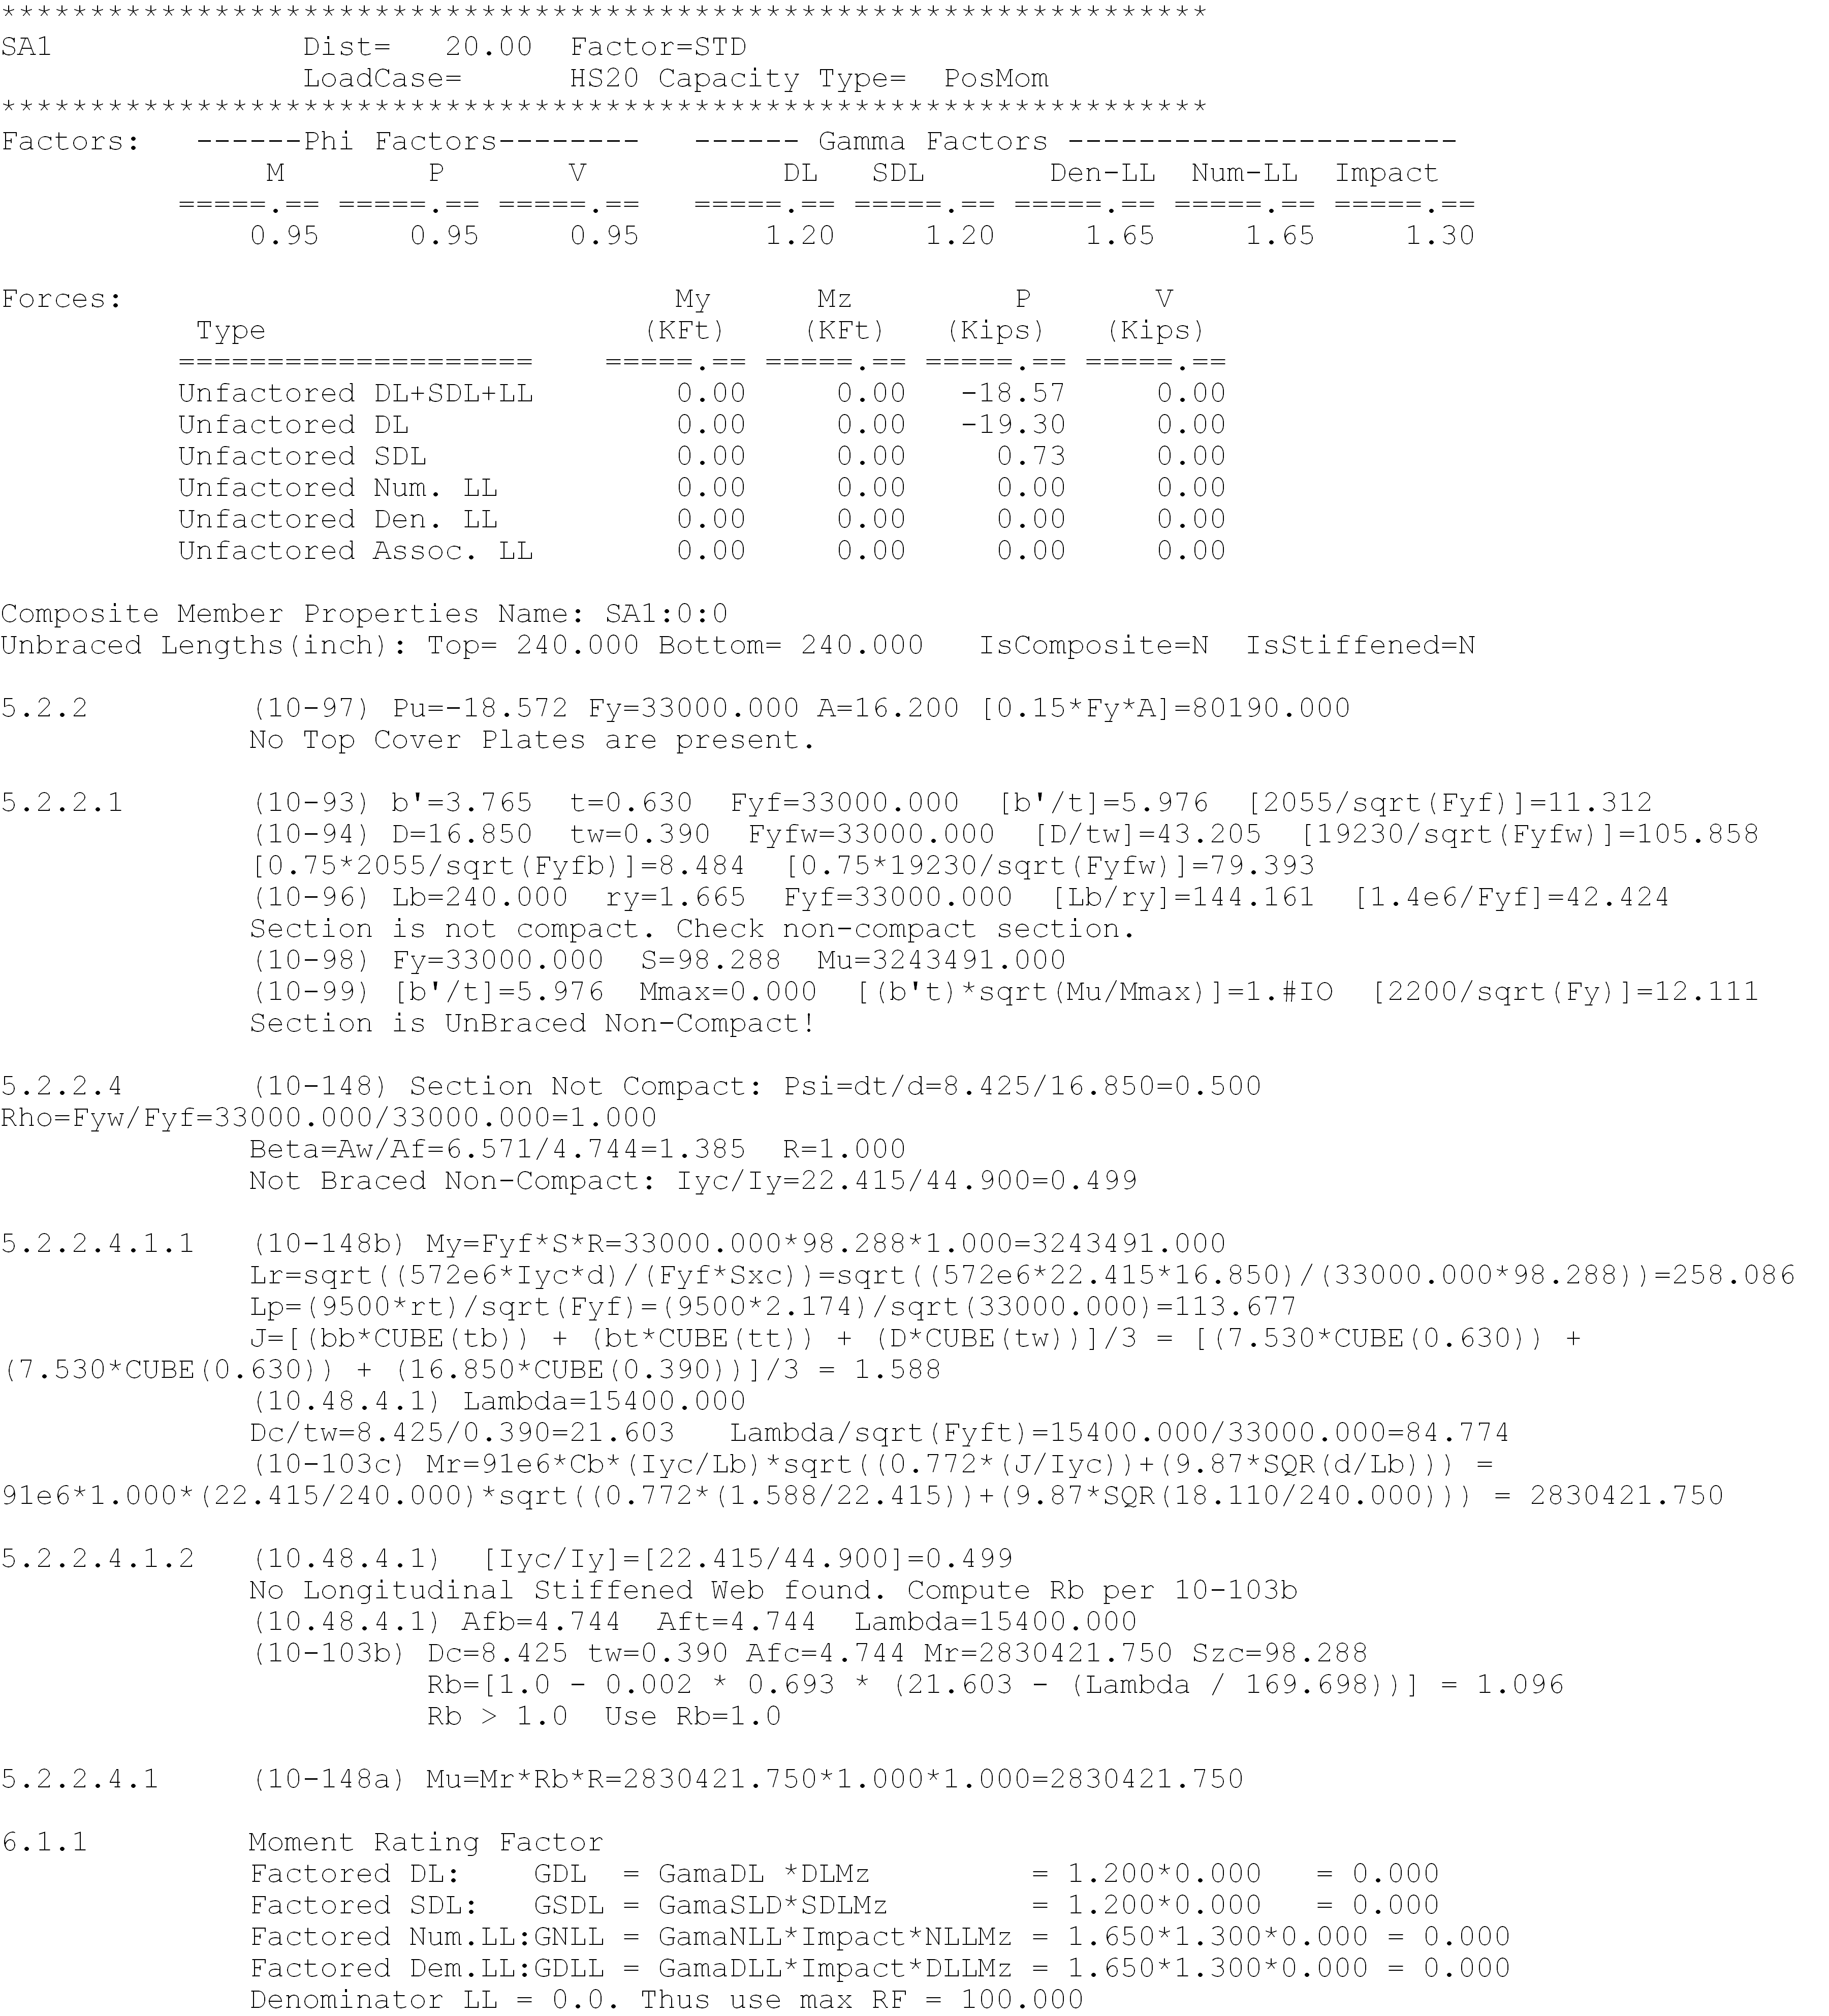 ********************************************************************
SA1              Dist=   20.00  Factor=STD
                 LoadCase=      HS20 Capacity Type=  PosMom
********************************************************************
Factors:   ------Phi Factors--------   ------ Gamma Factors ----------------------
               M        P       V           DL   SDL       Den-LL  Num-LL  Impact
          =====.== =====.== =====.==   =====.== =====.== =====.== =====.== =====.==
              0.95     0.95     0.95       1.20     1.20     1.65     1.65     1.30
Forces:                               My      Mz         P       V
           Type                     (KFt)    (KFt)   (Kips)   (Kips)
          ====================    =====.== =====.== =====.== =====.==
          Unfactored DL+SDL+LL        0.00     0.00   -18.57     0.00
          Unfactored DL               0.00     0.00   -19.30     0.00
          Unfactored SDL              0.00     0.00     0.73     0.00
          Unfactored Num. LL          0.00     0.00     0.00     0.00
          Unfactored Den. LL          0.00     0.00     0.00     0.00
          Unfactored Assoc. LL        0.00     0.00     0.00     0.00
Composite Member Properties Name: SA1:0:0
Unbraced Lengths(inch): Top= 240.000 Bottom= 240.000   IsComposite=N  IsStiffened=N
5.2.2         (10-97) Pu=-18.572 Fy=33000.000 A=16.200 [0.15*Fy*A]=80190.000
              No Top Cover Plates are present.
5.2.2.1       (10-93) b'=3.765  t=0.630  Fyf=33000.000  [b'/t]=5.976  [2055/sqrt(Fyf)]=11.312
              (10-94) D=16.850  tw=0.390  Fyfw=33000.000  [D/tw]=43.205  [19230/sqrt(Fyfw)]=105.858
              [0.75*2055/sqrt(Fyfb)]=8.484  [0.75*19230/sqrt(Fyfw)]=79.393
              (10-96) Lb=240.000  ry=1.665  Fyf=33000.000  [Lb/ry]=144.161  [1.4e6/Fyf]=42.424
              Section is not compact. Check non-compact section.
              (10-98) Fy=33000.000  S=98.288  Mu=3243491.000
              (10-99) [b'/t]=5.976  Mmax=0.000  [(b't)*sqrt(Mu/Mmax)]=1.#IO  [2200/sqrt(Fy)]=12.111
              Section is UnBraced Non-Compact!
5.2.2.4       (10-148) Section Not Compact: Psi=dt/d=8.425/16.850=0.500
Rho=Fyw/Fyf=33000.000/33000.000=1.000
              Beta=Aw/Af=6.571/4.744=1.385  R=1.000
              Not Braced Non-Compact: Iyc/Iy=22.415/44.900=0.499
5.2.2.4.1.1   (10-148b) My=Fyf*S*R=33000.000*98.288*1.000=3243491.000
              Lr=sqrt((572e6*Iyc*d)/(Fyf*Sxc))=sqrt((572e6*22.415*16.850)/(33000.000*98.288))=258.086
              Lp=(9500*rt)/sqrt(Fyf)=(9500*2.174)/sqrt(33000.000)=113.677
              J=[(bb*CUBE(tb)) + (bt*CUBE(tt)) + (D*CUBE(tw))]/3 = [(7.530*CUBE(0.630)) +
(7.530*CUBE(0.630)) + (16.850*CUBE(0.390))]/3 = 1.588
              (10.48.4.1) Lambda=15400.000
              Dc/tw=8.425/0.390=21.603   Lambda/sqrt(Fyft)=15400.000/33000.000=84.774
              (10-103c) Mr=91e6*Cb*(Iyc/Lb)*sqrt((0.772*(J/Iyc))+(9.87*SQR(d/Lb))) =
91e6*1.000*(22.415/240.000)*sqrt((0.772*(1.588/22.415))+(9.87*SQR(18.110/240.000))) = 2830421.750
5.2.2.4.1.2   (10.48.4.1)  [Iyc/Iy]=[22.415/44.900]=0.499
              No Longitudinal Stiffened Web found. Compute Rb per 10-103b
              (10.48.4.1) Afb=4.744  Aft=4.744  Lambda=15400.000
              (10-103b) Dc=8.425 tw=0.390 Afc=4.744 Mr=2830421.750 Szc=98.288
                        Rb=[1.0 - 0.002 * 0.693 * (21.603 - (Lambda / 169.698))] = 1.096
                        Rb > 1.0  Use Rb=1.0
5.2.2.4.1     (10-148a) Mu=Mr*Rb*R=2830421.750*1.000*1.000=2830421.750
6.1.1         Moment Rating Factor
              Factored DL:    GDL  = GamaDL *DLMz         = 1.200*0.000   = 0.000
              Factored SDL:   GSDL = GamaSLD*SDLMz        = 1.200*0.000   = 0.000
              Factored Num.LL:GNLL = GamaNLL*Impact*NLLMz = 1.650*1.300*0.000 = 0.000
              Factored Dem.LL:GDLL = GamaDLL*Impact*DLLMz = 1.650*1.300*0.000 = 0.000
              Denominator LL = 0.0. Thus use max RF = 100.000